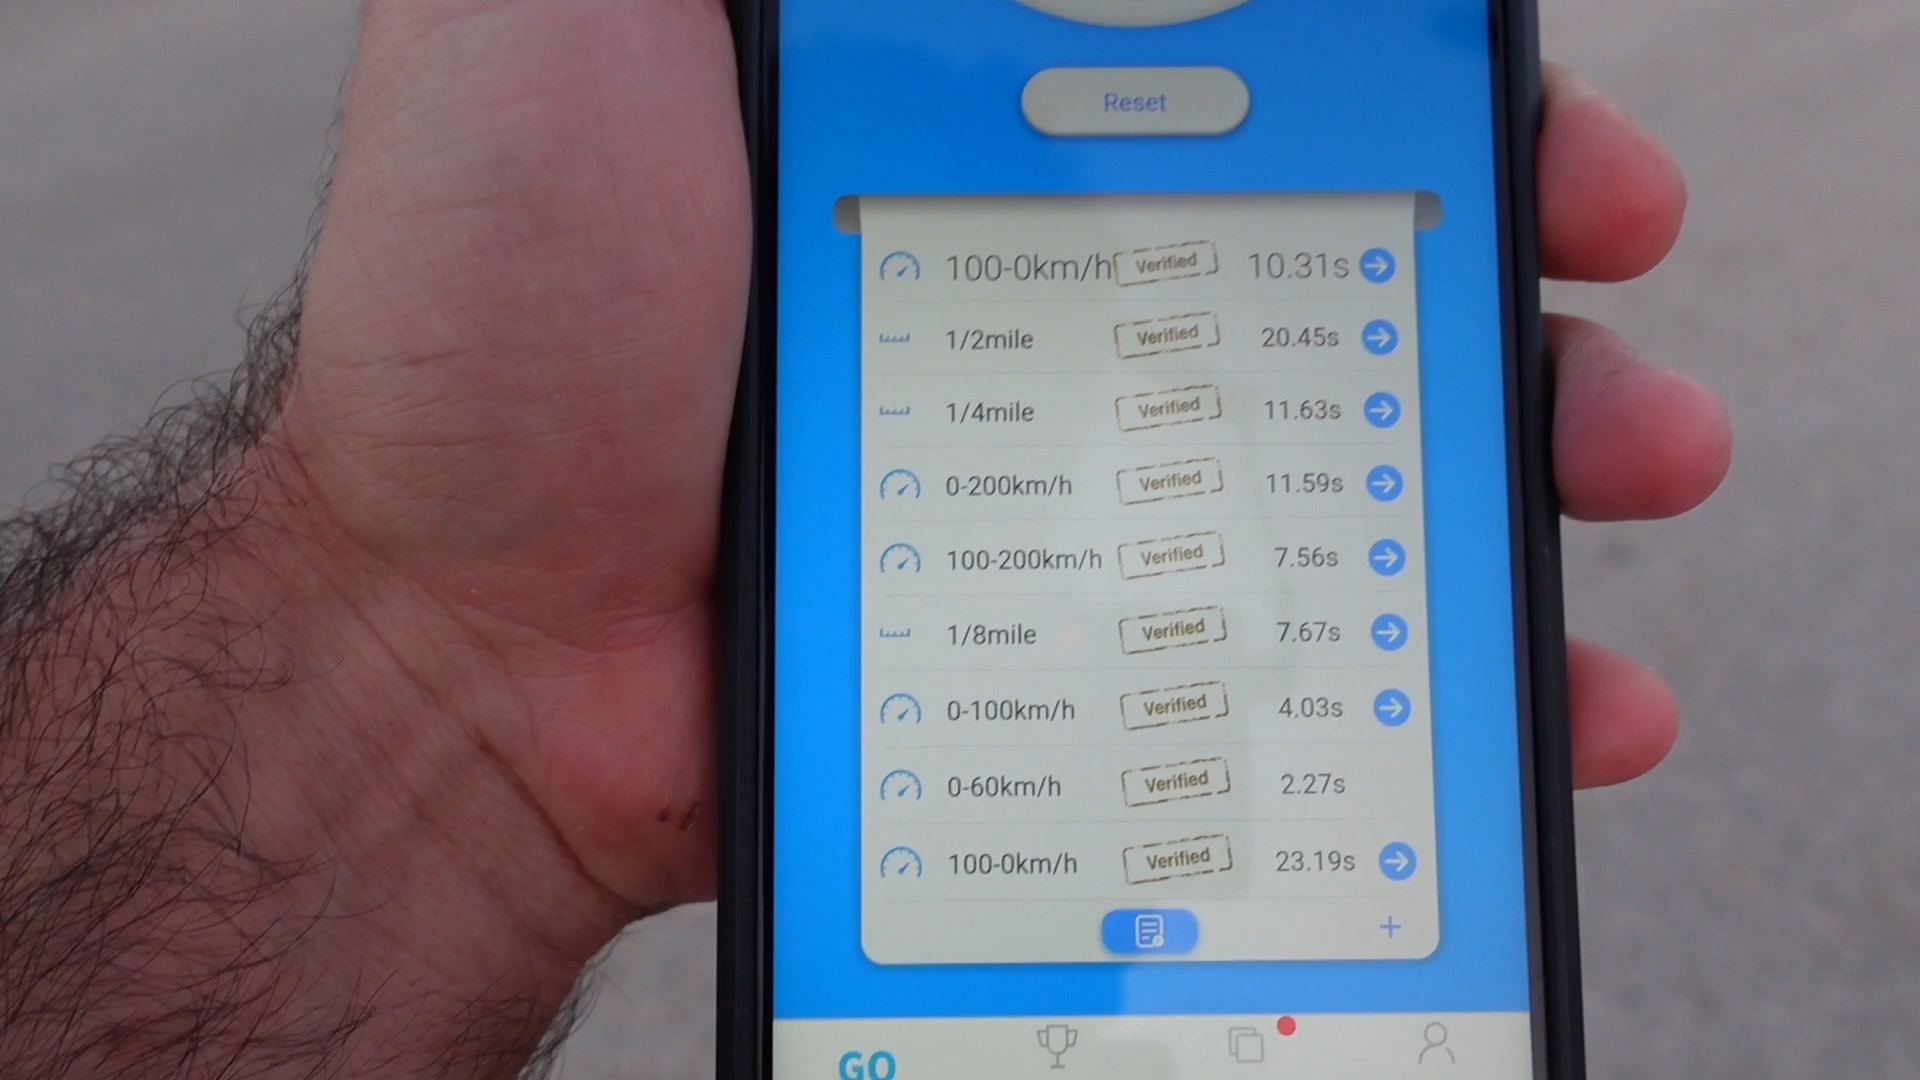 Reset
100-0km/h Verified 10.31s
1/2mile Verified 20.45s
1/4mile Verified 11.63s
0-200km/h Verified 11.59s
100-200km/h Verified 7.56s
1/8mile Verified 7.67s
0-100km/h Verified 4.03s
0-60km/h Verified 2.27s
100-0km/h Verified 23.19s
GO